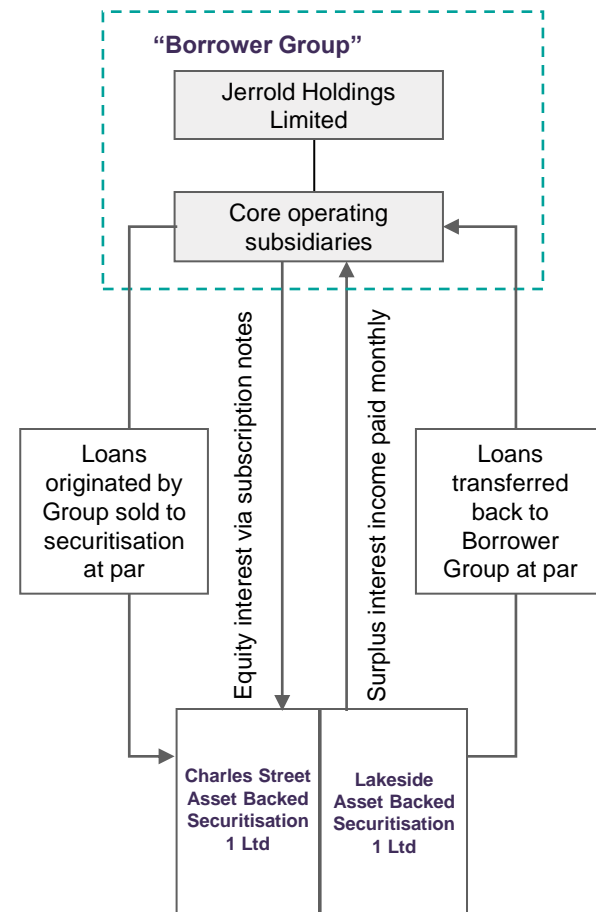 “Borrower Group”
Jerrold Holdings
Limited
Core operating
subsidiaries
Equity interest via subscription notes
Surplus interest income paid monthly
Loans
originated by
Group sold to
securitisation
at par
Loans
transferred
back to
Borrower
Group at par
Charles Street
Asset Backed
Securitisation
1 Ltd
Lakeside
Asset Backed
Securitisation
1 Ltd